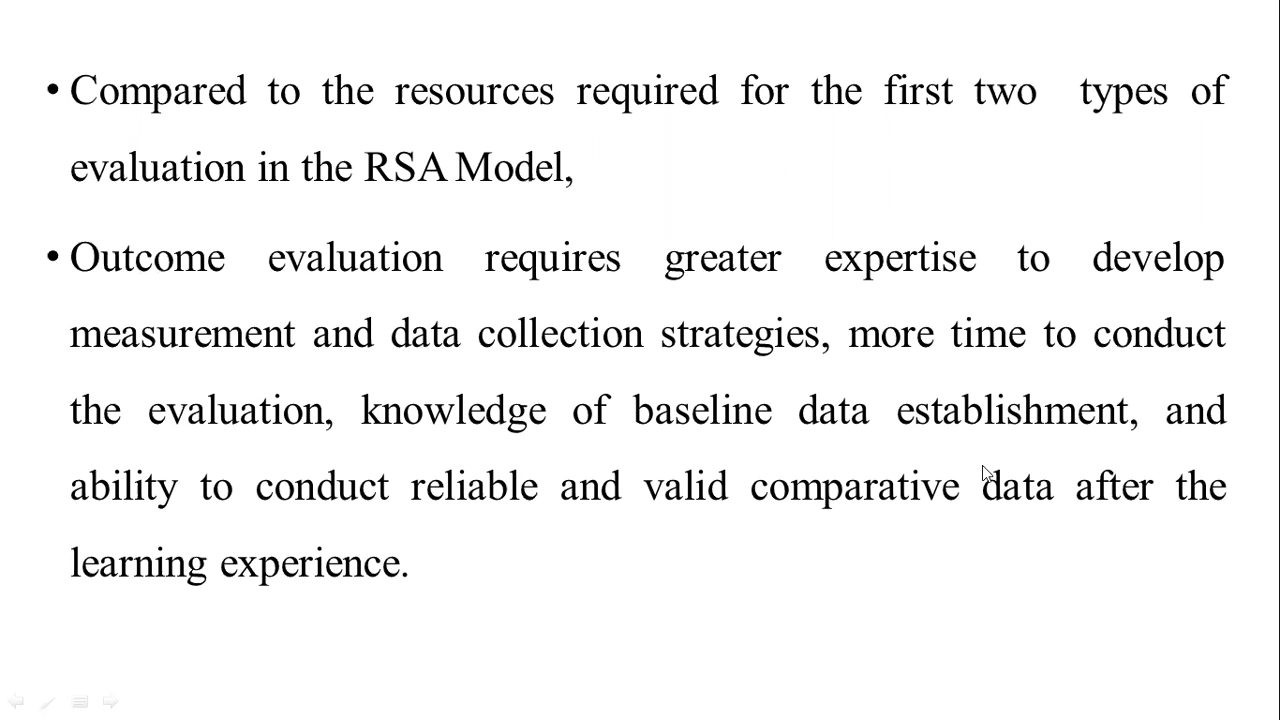 • Compared to the resources required for the first two types of
evaluation in the RSA Model,
• Outcome evaluation requires greater expertise to develop
measurement and data collection strategies, more time to conduct
the evaluation, knowledge of baseline data establishment, and
ability to conduct reliable and valid comparative data after the
learning experience.